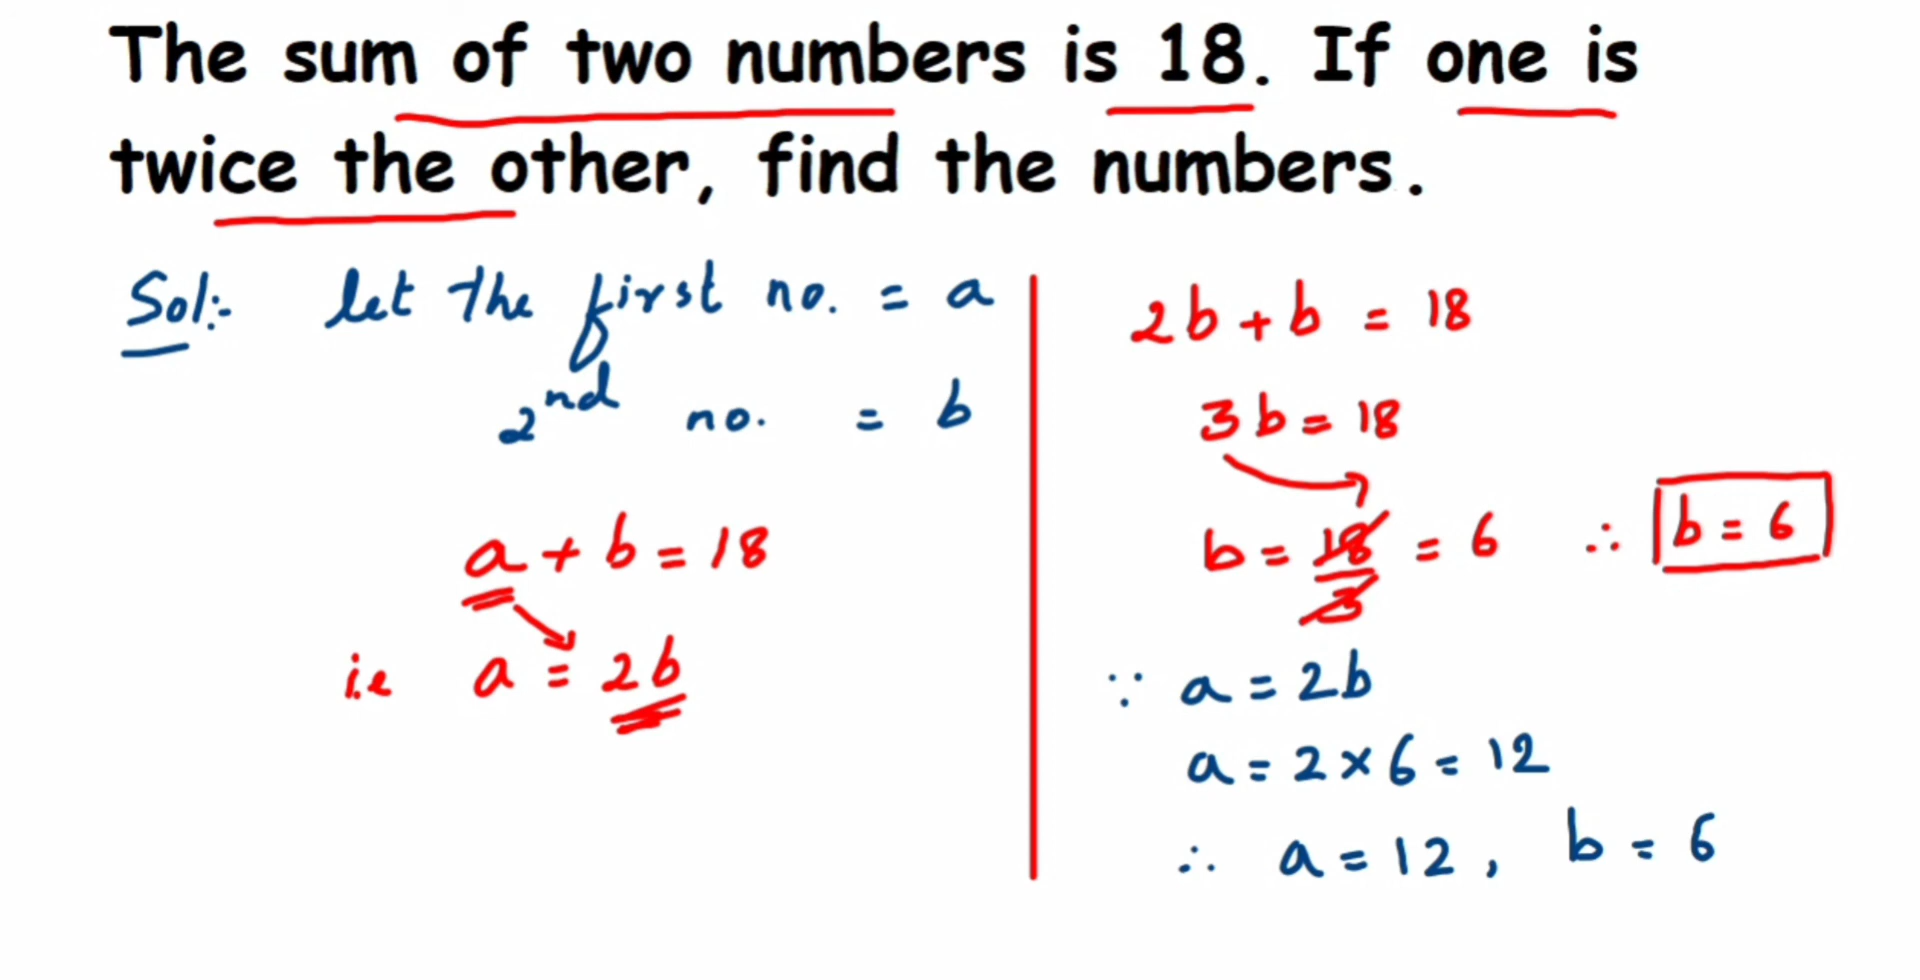 The sum of two numbers is 18. If one is
twice the other, find the numbers.
Sol:- let the first no. = a
2nd no. = b
a + b = 18
i.e a = 2b
2b + b = 18
3b = 18
b = 18/3 = 6 ∴ b = 6
∵ a = 2b
a = 2 × 6 = 12
∴ a = 12, b = 6